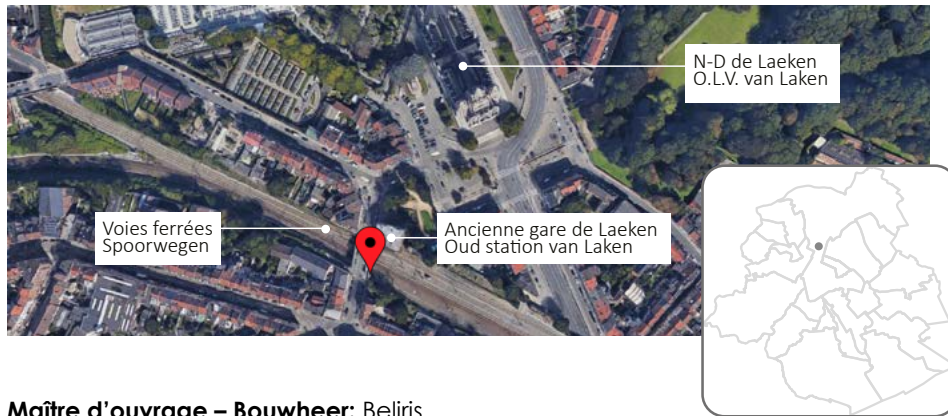 N-D de Laeken
O.L.V. van Laken
Voies ferrées
Spoorwegen
Ancienne gare de Laeken
Oud station van Laken
Maître d'ouvrage – Bouwheer: Beliris